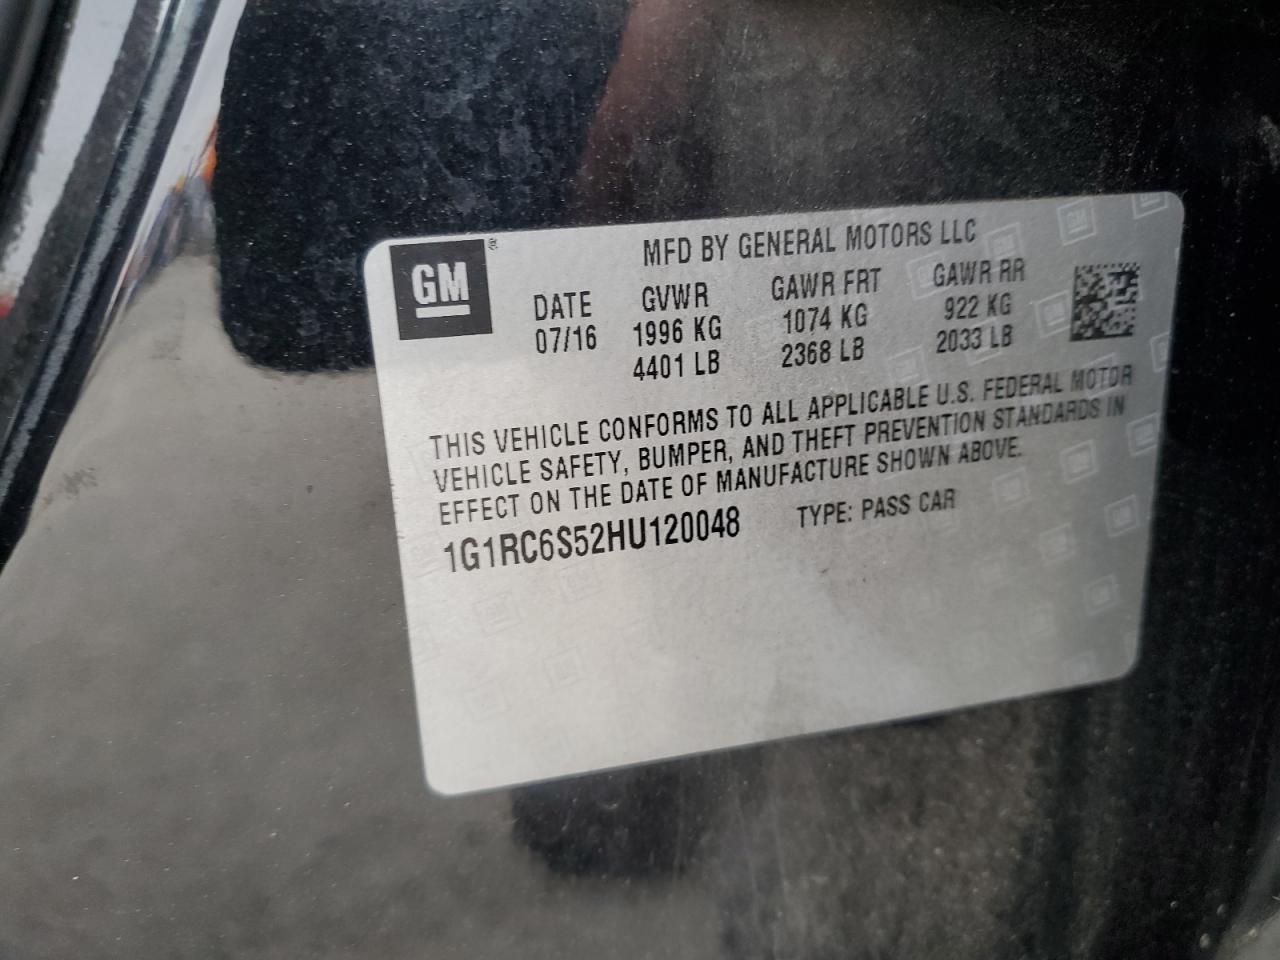 GM®
MFD BY GENERAL MOTORS LLC
DATE GVWR GAWR FRT GAWR RR
07/16 1996 KG 1074 KG 922 KG
4401 LB 2368 LB 2033 LB
THIS VEHICLE CONFORMS TO ALL APPLICABLE U.S. FEDERAL MOTOR
VEHICLE SAFETY, BUMPER, AND THEFT PREVENTION STANDARDS IN
EFFECT ON THE DATE OF MANUFACTURE SHOWN ABOVE.
1G1RC6S52HU120048 TYPE: PASS CAR